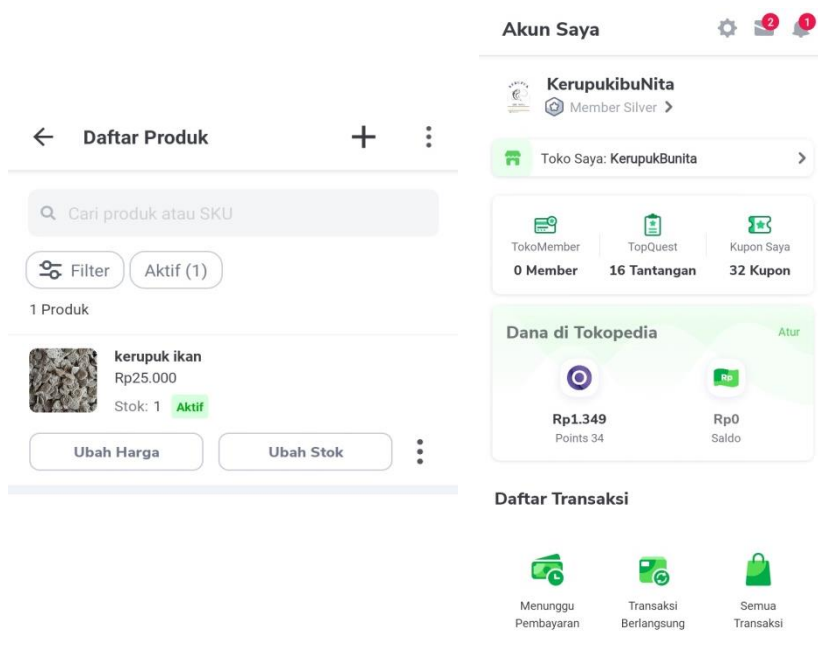 Daftar Produk
Cari produk atau SKU
Filter
Aktif (1)
1 Produk
kerupuk ikan
Rp25.000
Stok: 1 Aktif
Ubah Harga
Ubah Stok
Akun Saya
2
1
KerupukibuNita
Member Silver
Toko Saya: KerupukBunita
TokoMember
0 Member
TopQuest
16 Tantangan
Kupon Saya
32 Kupon
Dana di Tokopedia
Atur
Rp
Rp1.349
Points 34
Rp0
Saldo
Daftar Transaksi
Menunggu
Pembayaran
Transaksi
Berlangsung
Semua
Transaksi